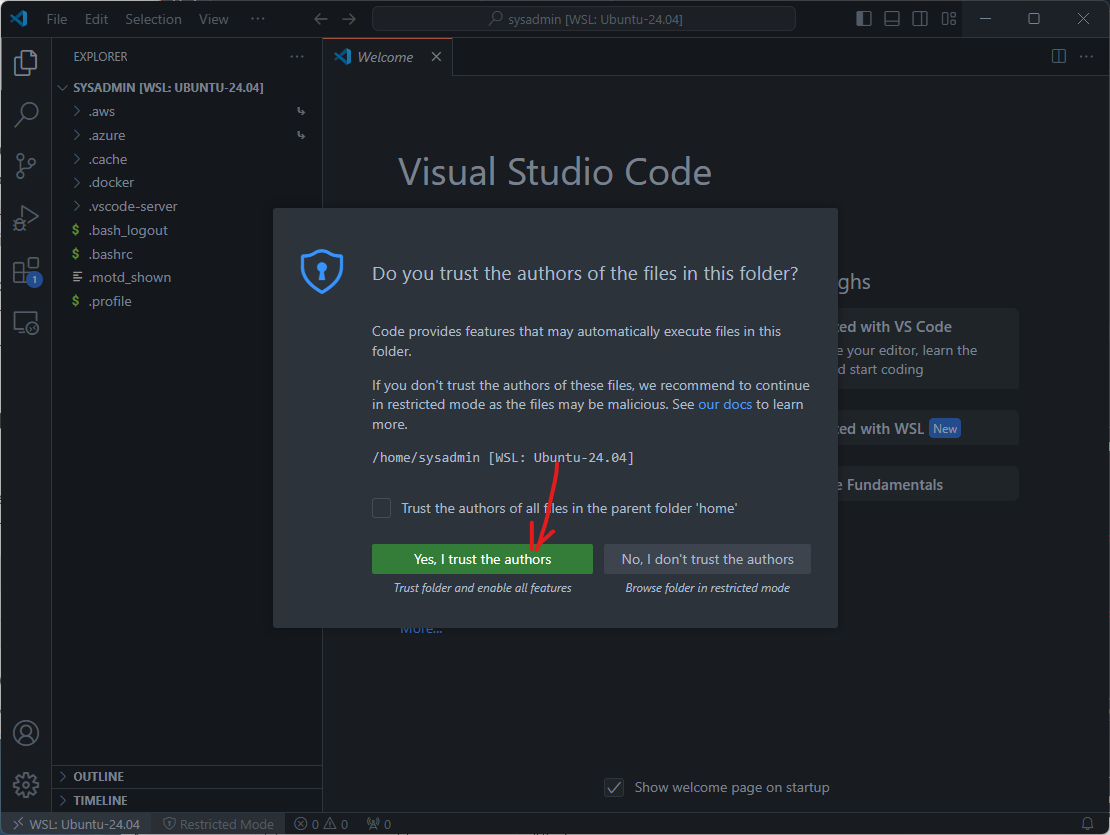 File Edit Selection View ··· sysadmin [WSL: Ubuntu-24.04]
EXPLORER ···
Welcome
SYSADMIN [WSL: UBUNTU-24.04]
.aws
.azure
.cache
.docker
.vscode-server
$ .bash_logout
$ .bashrc
.motd_shown
$ .profile
OUTLINE
TIMELINE
1
Visual Studio Code
ghs
ed with VS Code
e your editor, learn the
d start coding
ed with WSL New
e Fundamentals
More...
Do you trust the authors of the files in this folder?
Code provides features that may automatically execute files in this
folder.
If you don't trust the authors of these files, we recommend to continue
in restricted mode as the files may be malicious. See our docs to learn
more.
/home/sysadmin [WSL: Ubuntu-24.04]
Trust the authors of all files in the parent folder 'home'
Yes, I trust the authors
No, I don't trust the authors
Trust folder and enable all features
Browse folder in restricted mode
Show welcome page on startup
WSL: Ubuntu-24.04 Restricted Mode 0 0 0